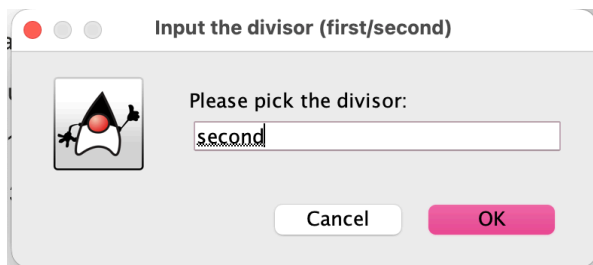 Input the divisor (first/second)
Please pick the divisor:
second
Cancel
OK